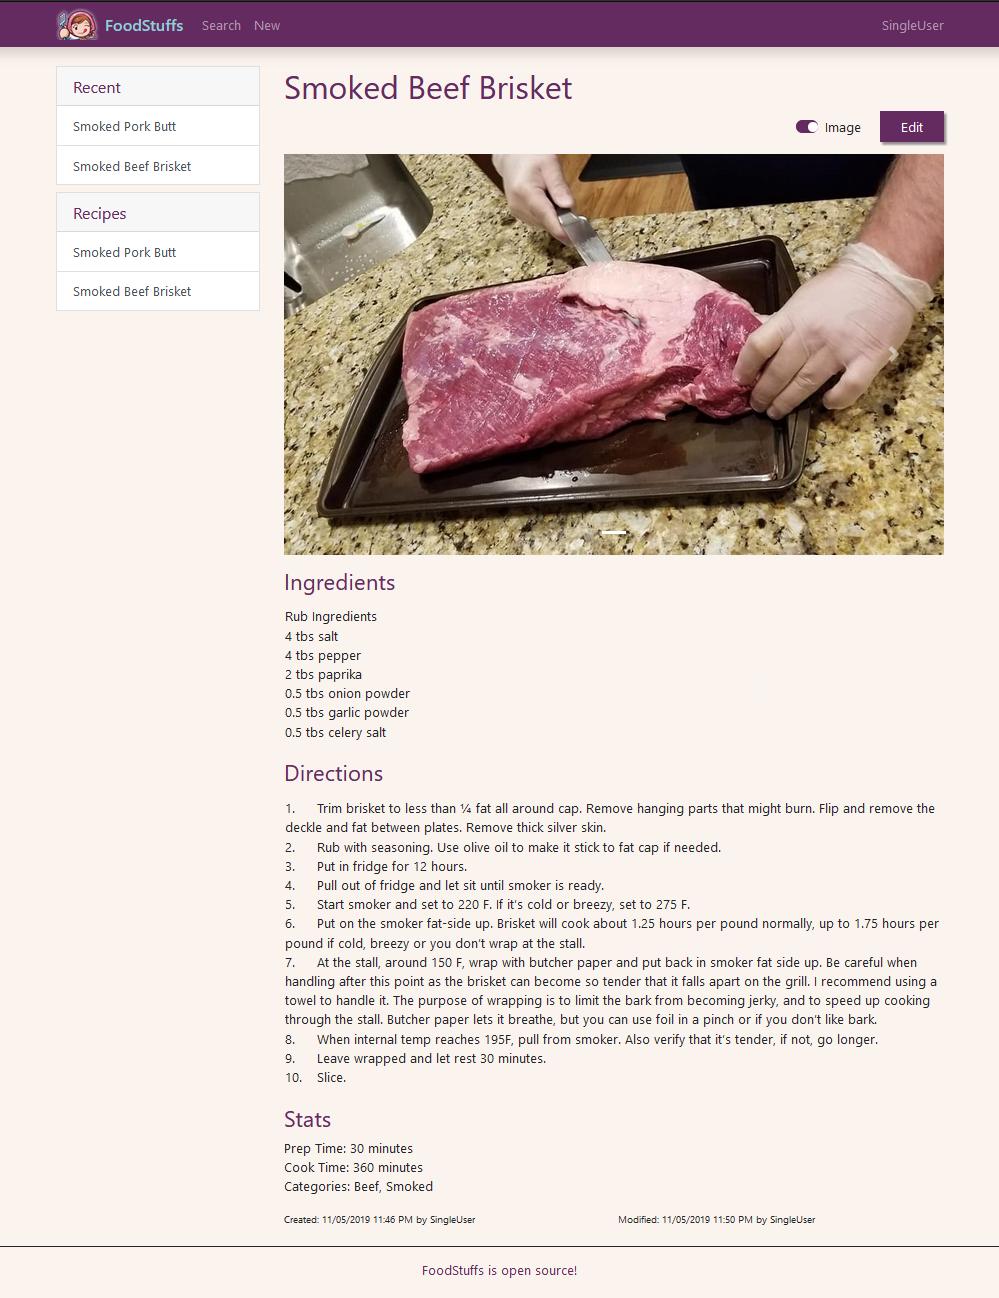 FoodStuffs Search New SingleUser
Recent
Smoked Pork Butt
Smoked Beef Brisket
Recipes
Smoked Pork Butt
Smoked Beef Brisket
Smoked Beef Brisket
Image Edit
Ingredients
Rub Ingredients
4 tbs salt
4 tbs pepper
2 tbs paprika
0.5 tbs onion powder
0.5 tbs garlic powder
0.5 tbs celery salt
Directions
1. Trim brisket to less than ¼ fat all around cap. Remove hanging parts that might burn. Flip and remove the
deckle and fat between plates. Remove thick silver skin.
2. Rub with seasoning. Use olive oil to make it stick to fat cap if needed.
3. Put in fridge for 12 hours.
4. Pull out of fridge and let sit until smoker is ready.
5. Start smoker and set to 220 F. If it's cold or breezy, set to 275 F.
6. Put on the smoker fat-side up. Brisket will cook about 1.25 hours per pound normally, up to 1.75 hours per
pound if cold, breezy or you don't wrap at the stall.
7. At the stall, around 150 F, wrap with butcher paper and put back in smoker fat side up. Be careful when
handling after this point as the brisket can become so tender that it falls apart on the grill. I recommend using a
towel to handle it. The purpose of wrapping is to limit the bark from becoming jerky, and to speed up cooking
through the stall. Butcher paper lets it breathe, but you can use foil in a pinch or if you don't like bark.
8. When internal temp reaches 195F, pull from smoker. Also verify that it's tender, if not, go longer.
9. Leave wrapped and let rest 30 minutes.
10. Slice.
Stats
Prep Time: 30 minutes
Cook Time: 360 minutes
Categories: Beef, Smoked
Created: 11/05/2019 11:46 PM by SingleUser Modified: 11/05/2019 11:50 PM by SingleUser
FoodStuffs is open source!